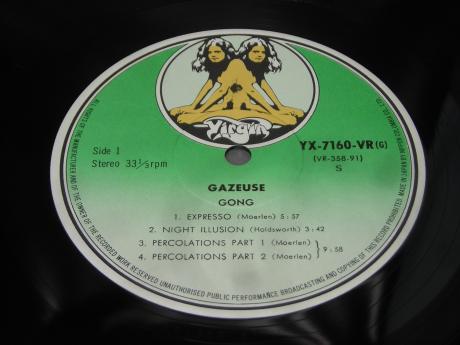 Virgin
Side 1
Stereo 33⅓rpm
YX-7160-VR(G)
(VR-358-91)
S
GAZEUSE
GONG
1. EXPRESSO (Moerlen) 5:57
2. NIGHT ILLUSION (Holdsworth) 3:42
3. PERCOLATIONS PART 1 (Moerlen)
4. PERCOLATIONS PART 2 (Moerlen) } 9:58
ALL RIGHTS OF THE MANUFACTURER AND OF THE OWNER OF THE RECORDED WORK RESERVED UNAUTHORISED PUBLIC PERFORMANCE BROADCASTING AND COPYING OF THIS RECORD PROHIBITED. MADE IN JAPAN BY NIPPON